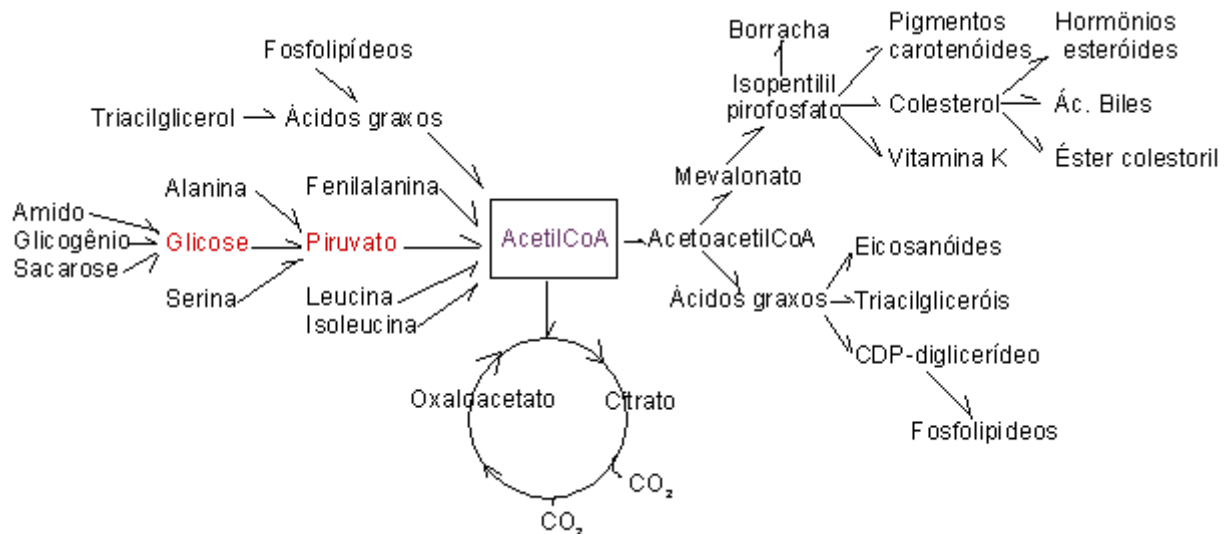 Borracha
Pigmentos
carotenóides
Hormönios
esteróides
Fosfolipídeos
Isopentilil
pirofosfato
Colesterol
Ác. Biles
Triacilglicerol
Ácidos graxos
Vitamina K
Éster colestoril
Mevalonato
Alanina
Fenilalanina
Amido
Glicogênio
Sacarose
Glicose
Piruvato
AcetilCoA
AcetoacetilCoA
Eicosanóides
Serina
Leucina
Isoleucina
Ácidos graxos
Triacilgliceróis
CDP-diglicerídeo
Oxaloacetato
Citrato
Fosfolipideos
CO₂
CO₂